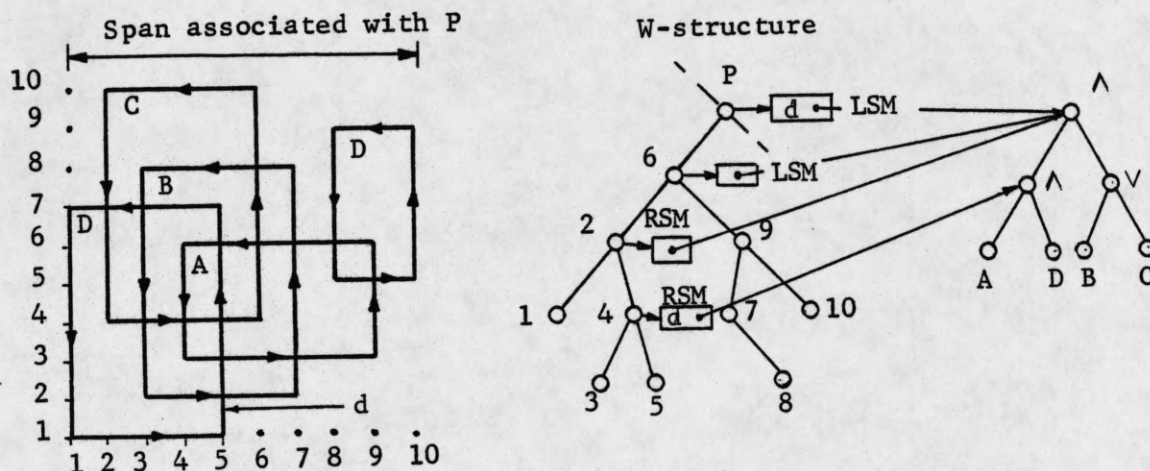 Span associated with P
W-structure
10
9
8
7
6
5
4
3
2
1
1 2 3 4 5 6 7 8 9 10
C
B
D
A
D
d
P
d LSM
6
LSM
2 RSM 9
1 4 RSM d 7 10
3 5 8
∧
∧ ∨
A D B C